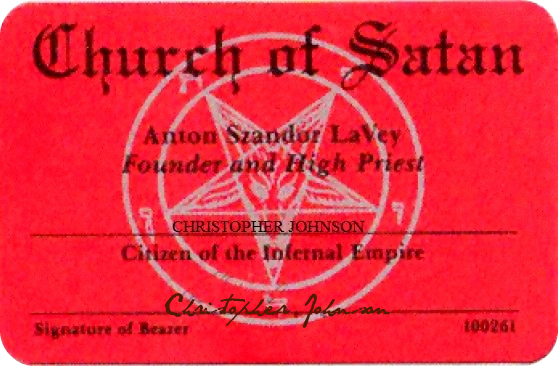 Church of Satan
Anton Szandor LaVey
Founder and High Priest
CHRISTOPHER JOHNSON
Citizen of the Infernal Empire
Christopher Johnson
Signature of Bearer 100261